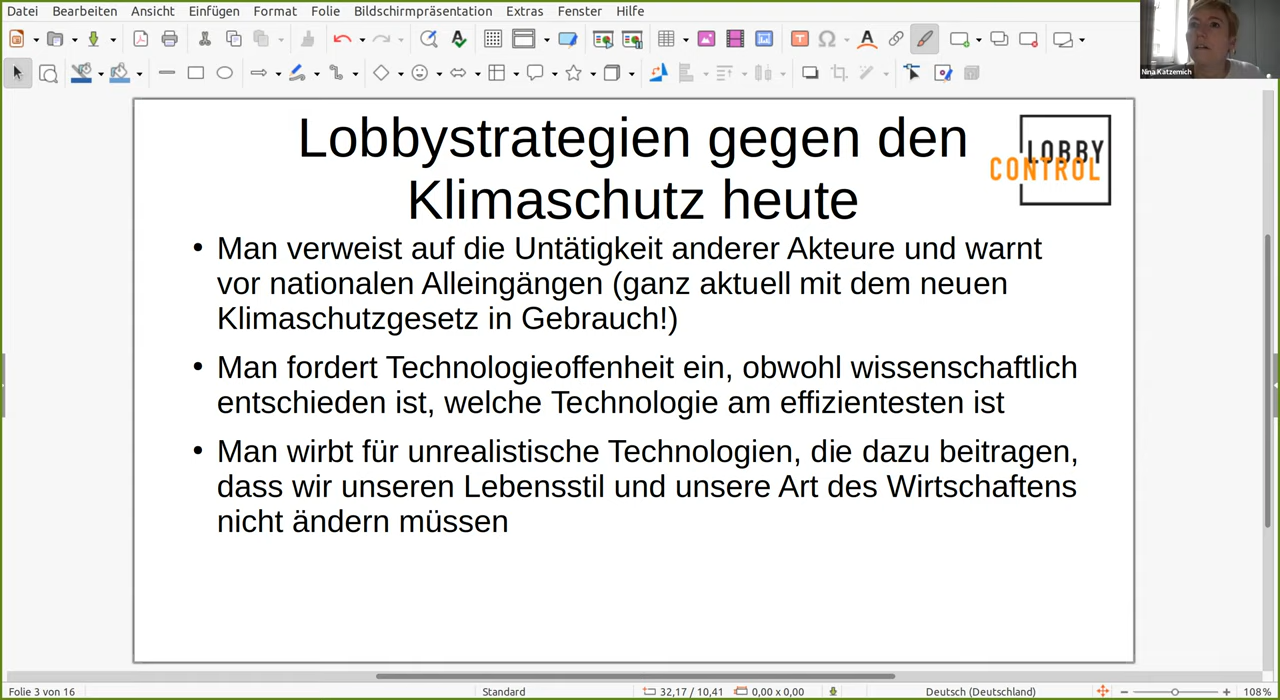 Datei Bearbeiten Ansicht Einfügen Format Folie Bildschirmpräsentation Extras Fenster Hilfe
Nina Katzemich
Lobbystrategien gegen den
Klimaschutz heute
LOBBY
CONTROL
• Man verweist auf die Untätigkeit anderer Akteure und warnt
vor nationalen Alleingängen (ganz aktuell mit dem neuen
Klimaschutzgesetz in Gebrauch!)
• Man fordert Technologieoffenheit ein, obwohl wissenschaftlich
entschieden ist, welche Technologie am effizientesten ist
• Man wirbt für unrealistische Technologien, die dazu beitragen,
dass wir unseren Lebensstil und unsere Art des Wirtschaftens
nicht ändern müssen
Folie 3 von 16 Standard 32,17 / 10,41 0,00 x 0,00 Deutsch (Deutschland) 108%